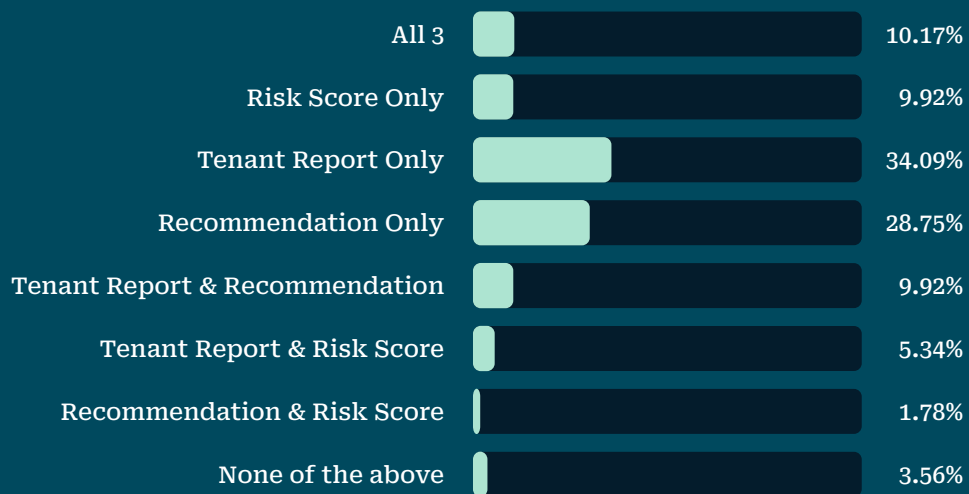 All 3 10.17%
Risk Score Only 9.92%
Tenant Report Only 34.09%
Recommendation Only 28.75%
Tenant Report & Recommendation 9.92%
Tenant Report & Risk Score 5.34%
Recommendation & Risk Score 1.78%
None of the above 3.56%